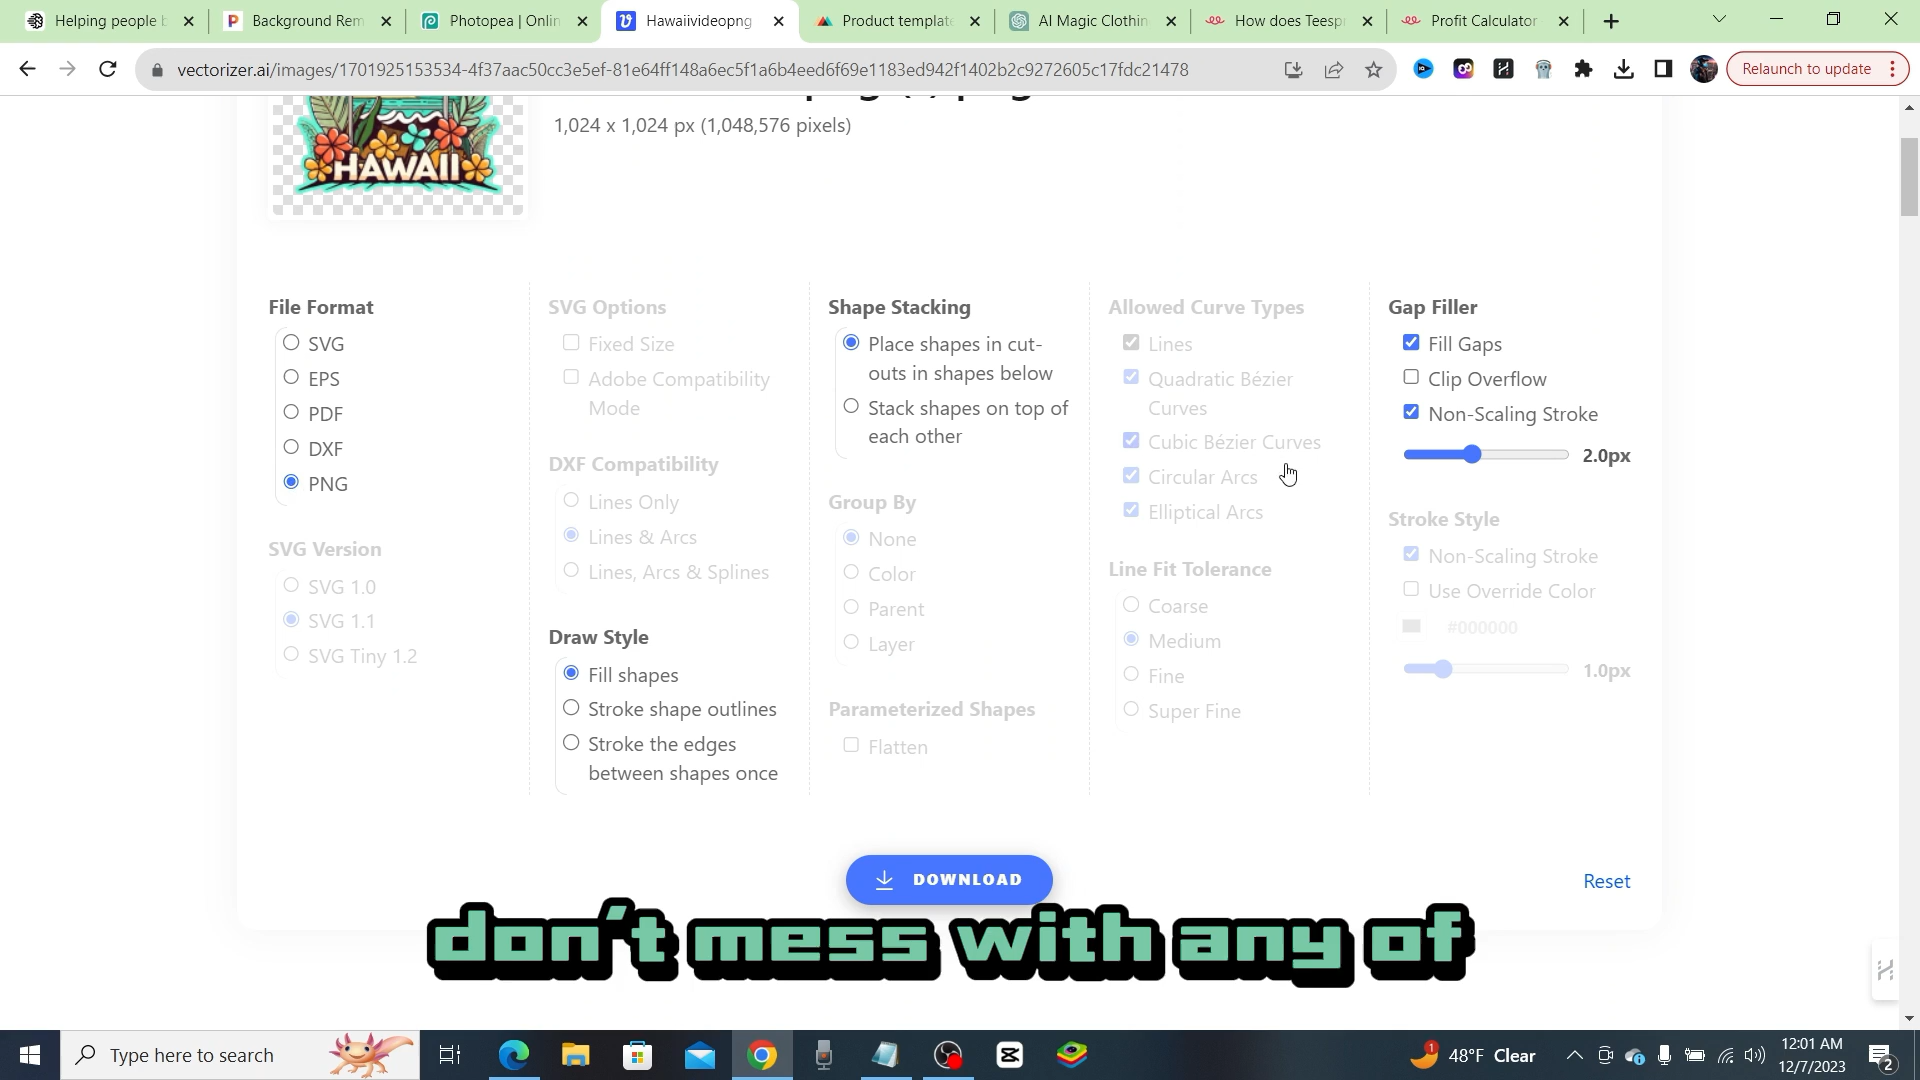 Helping people b
Background Rem
Photopea | Onlin
Hawaiivideopng
Product template
AI Magic Clothin
How does Teespr
Profit Calculator
vectorizer.ai/images/1701925153534-4f37aac50cc3e5ef-81e64ff148a6ec5f1a6b4eed6f69e1183ed942f1402b2c9272605c17fdc21478
Relaunch to update
HAWAII
1,024 x 1,024 px (1,048,576 pixels)
File Format
SVG
EPS
PDF
DXF
PNG
SVG Version
SVG 1.0
SVG 1.1
SVG Tiny 1.2
SVG Options
Fixed Size
Adobe Compatibility
Mode
DXF Compatibility
Lines Only
Lines & Arcs
Lines, Arcs & Splines
Draw Style
Fill shapes
Stroke shape outlines
Stroke the edges
between shapes once
Shape Stacking
Place shapes in cut-
outs in shapes below
Stack shapes on top of
each other
Group By
None
Color
Parent
Layer
Parameterized Shapes
Flatten
Allowed Curve Types
Lines
Quadratic Bézier
Curves
Cubic Bézier Curves
Circular Arcs
Elliptical Arcs
Line Fit Tolerance
Coarse
Medium
Fine
Super Fine
Gap Filler
Fill Gaps
Clip Overflow
Non-Scaling Stroke
2.0px
Stroke Style
Non-Scaling Stroke
Use Override Color
#000000
1.0px
DOWNLOAD
Reset
don't mess with any of
Type here to search
1
48°F Clear
12:01 AM
12/7/2023
2